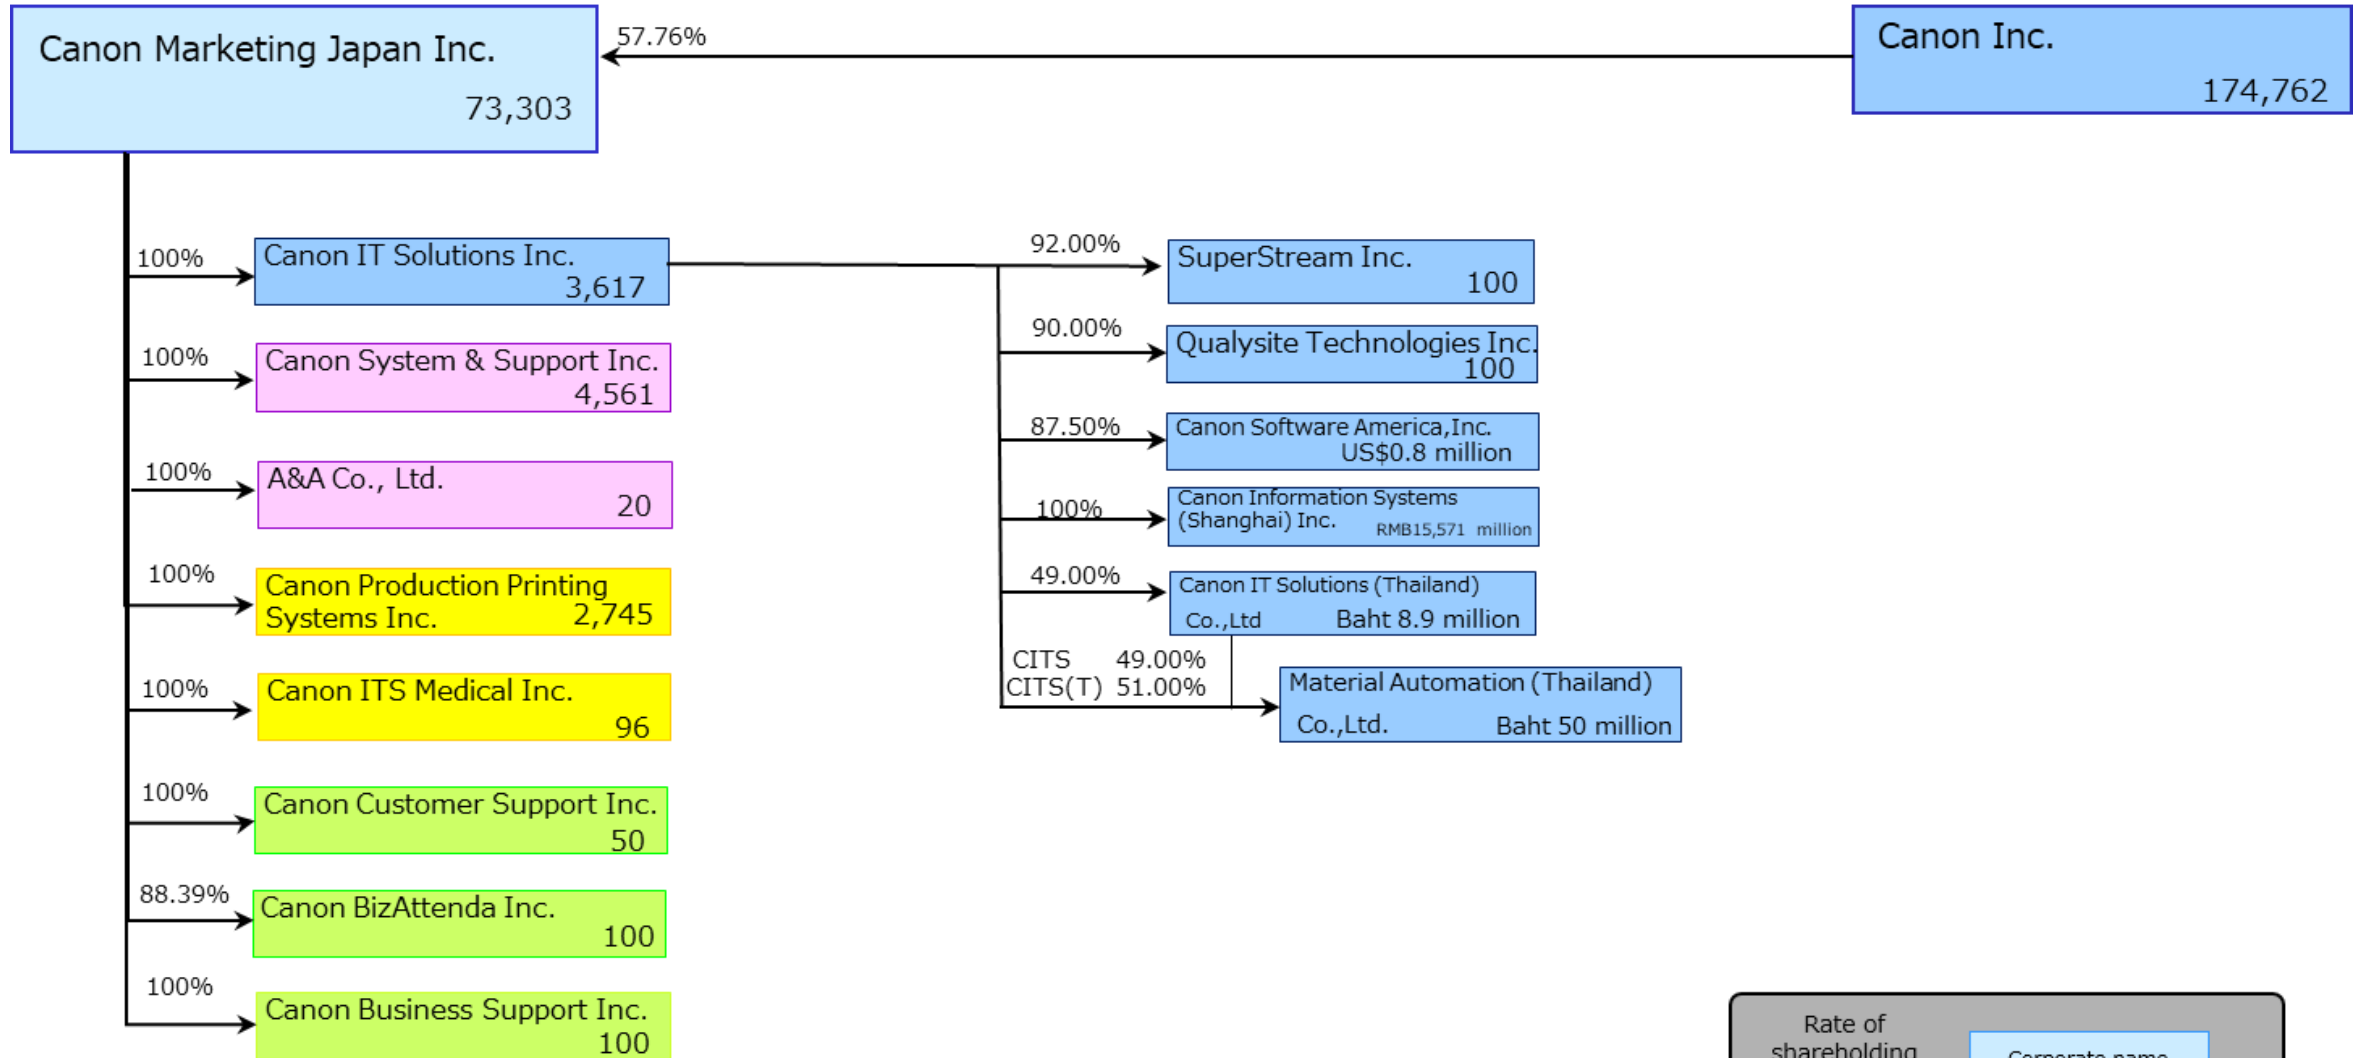 Canon Marketing Japan Inc.
73,303
57.76%
Canon Inc.
174,762
100%
Canon IT Solutions Inc.
3,617
100%
Canon System & Support Inc.
4,561
100%
A&A Co., Ltd.
20
100%
Canon Production Printing
Systems Inc. 2,745
100%
Canon ITS Medical Inc.
96
100%
Canon Customer Support Inc.
50
88.39%
Canon BizAttenda Inc.
100
100%
Canon Business Support Inc.
100
92.00%
SuperStream Inc.
100
90.00%
Qualysite Technologies Inc.
100
87.50%
Canon Software America,Inc.
US$0.8 million
100%
Canon Information Systems
(Shanghai) Inc. RMB15,571 million
49.00%
Canon IT Solutions (Thailand)
Co.,Ltd Baht 8.9 million
CITS 49.00%
CITS(T) 51.00%
Material Automation (Thailand)
Co.,Ltd. Baht 50 million
Rate of
shareholding
Corporate name